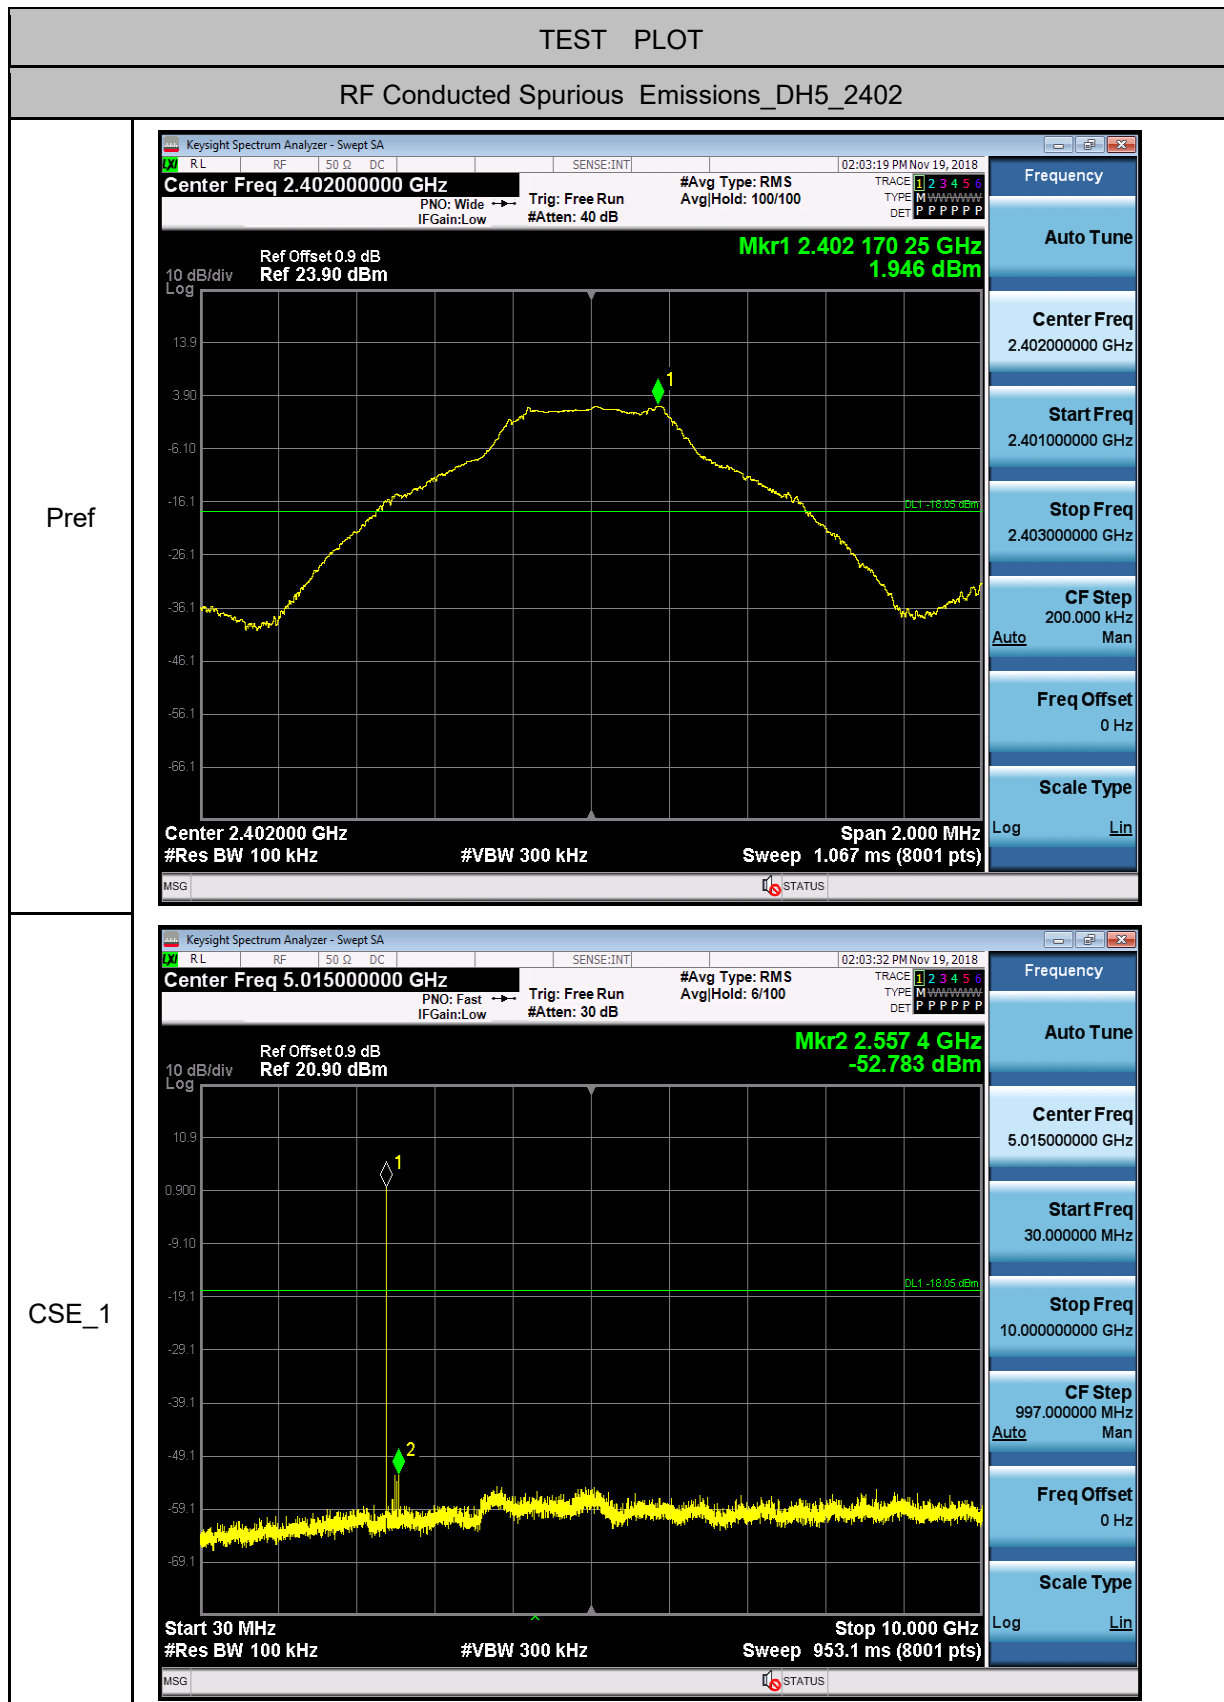 TEST PLOT
RF Conducted Spurious Emissions_DH5_2402
Pref
Keysight Spectrum Analyzer - Swept SA
LXI RL RF 50 Ω DC SENSE:INT 02:03:19 PM Nov 19, 2018
Center Freq 2.402000000 GHz
PNO: Wide
IFGain:Low
Trig: Free Run
#Atten: 40 dB
#Avg Type: RMS
Avg|Hold: 100/100
TRACE 1 2 3 4 5 6
TYPE M WWWWW
DET P P P P P P
Mkr1 2.402 170 25 GHz
1.946 dBm
Ref Offset 0.9 dB
10 dB/div Ref 23.90 dBm
Log
13.9
3.90
-6.10
-16.1
-26.1
-36.1
-46.1
-56.1
-66.1
1
DL1 -18.05 dBm
Center 2.402000 GHz Span 2.000 MHz
#Res BW 100 kHz #VBW 300 kHz Sweep 1.067 ms (8001 pts)
MSG STATUS
Frequency
Auto Tune
Center Freq
2.402000000 GHz
Start Freq
2.401000000 GHz
Stop Freq
2.403000000 GHz
CF Step
200.000 kHz
Auto Man
Freq Offset
0 Hz
Scale Type
Log Lin
CSE_1
Keysight Spectrum Analyzer - Swept SA
LXI RL RF 50 Ω DC SENSE:INT 02:03:32 PM Nov 19, 2018
Center Freq 5.015000000 GHz
PNO: Fast
IFGain:Low
Trig: Free Run
#Atten: 30 dB
#Avg Type: RMS
Avg|Hold: 6/100
TRACE 1 2 3 4 5 6
TYPE M WWWWW
DET P P P P P P
Mkr2 2.557 4 GHz
-52.783 dBm
Ref Offset 0.9 dB
10 dB/div Ref 20.90 dBm
Log
10.9
0.900
-9.10
-19.1
-29.1
-39.1
-49.1
-59.1
-69.1
1
2
DL1 -18.05 dBm
Start 30 MHz Stop 10.000 GHz
#Res BW 100 kHz #VBW 300 kHz Sweep 953.1 ms (8001 pts)
MSG STATUS
Frequency
Auto Tune
Center Freq
5.015000000 GHz
Start Freq
30.000000 MHz
Stop Freq
10.000000000 GHz
CF Step
997.000000 MHz
Auto Man
Freq Offset
0 Hz
Scale Type
Log Lin